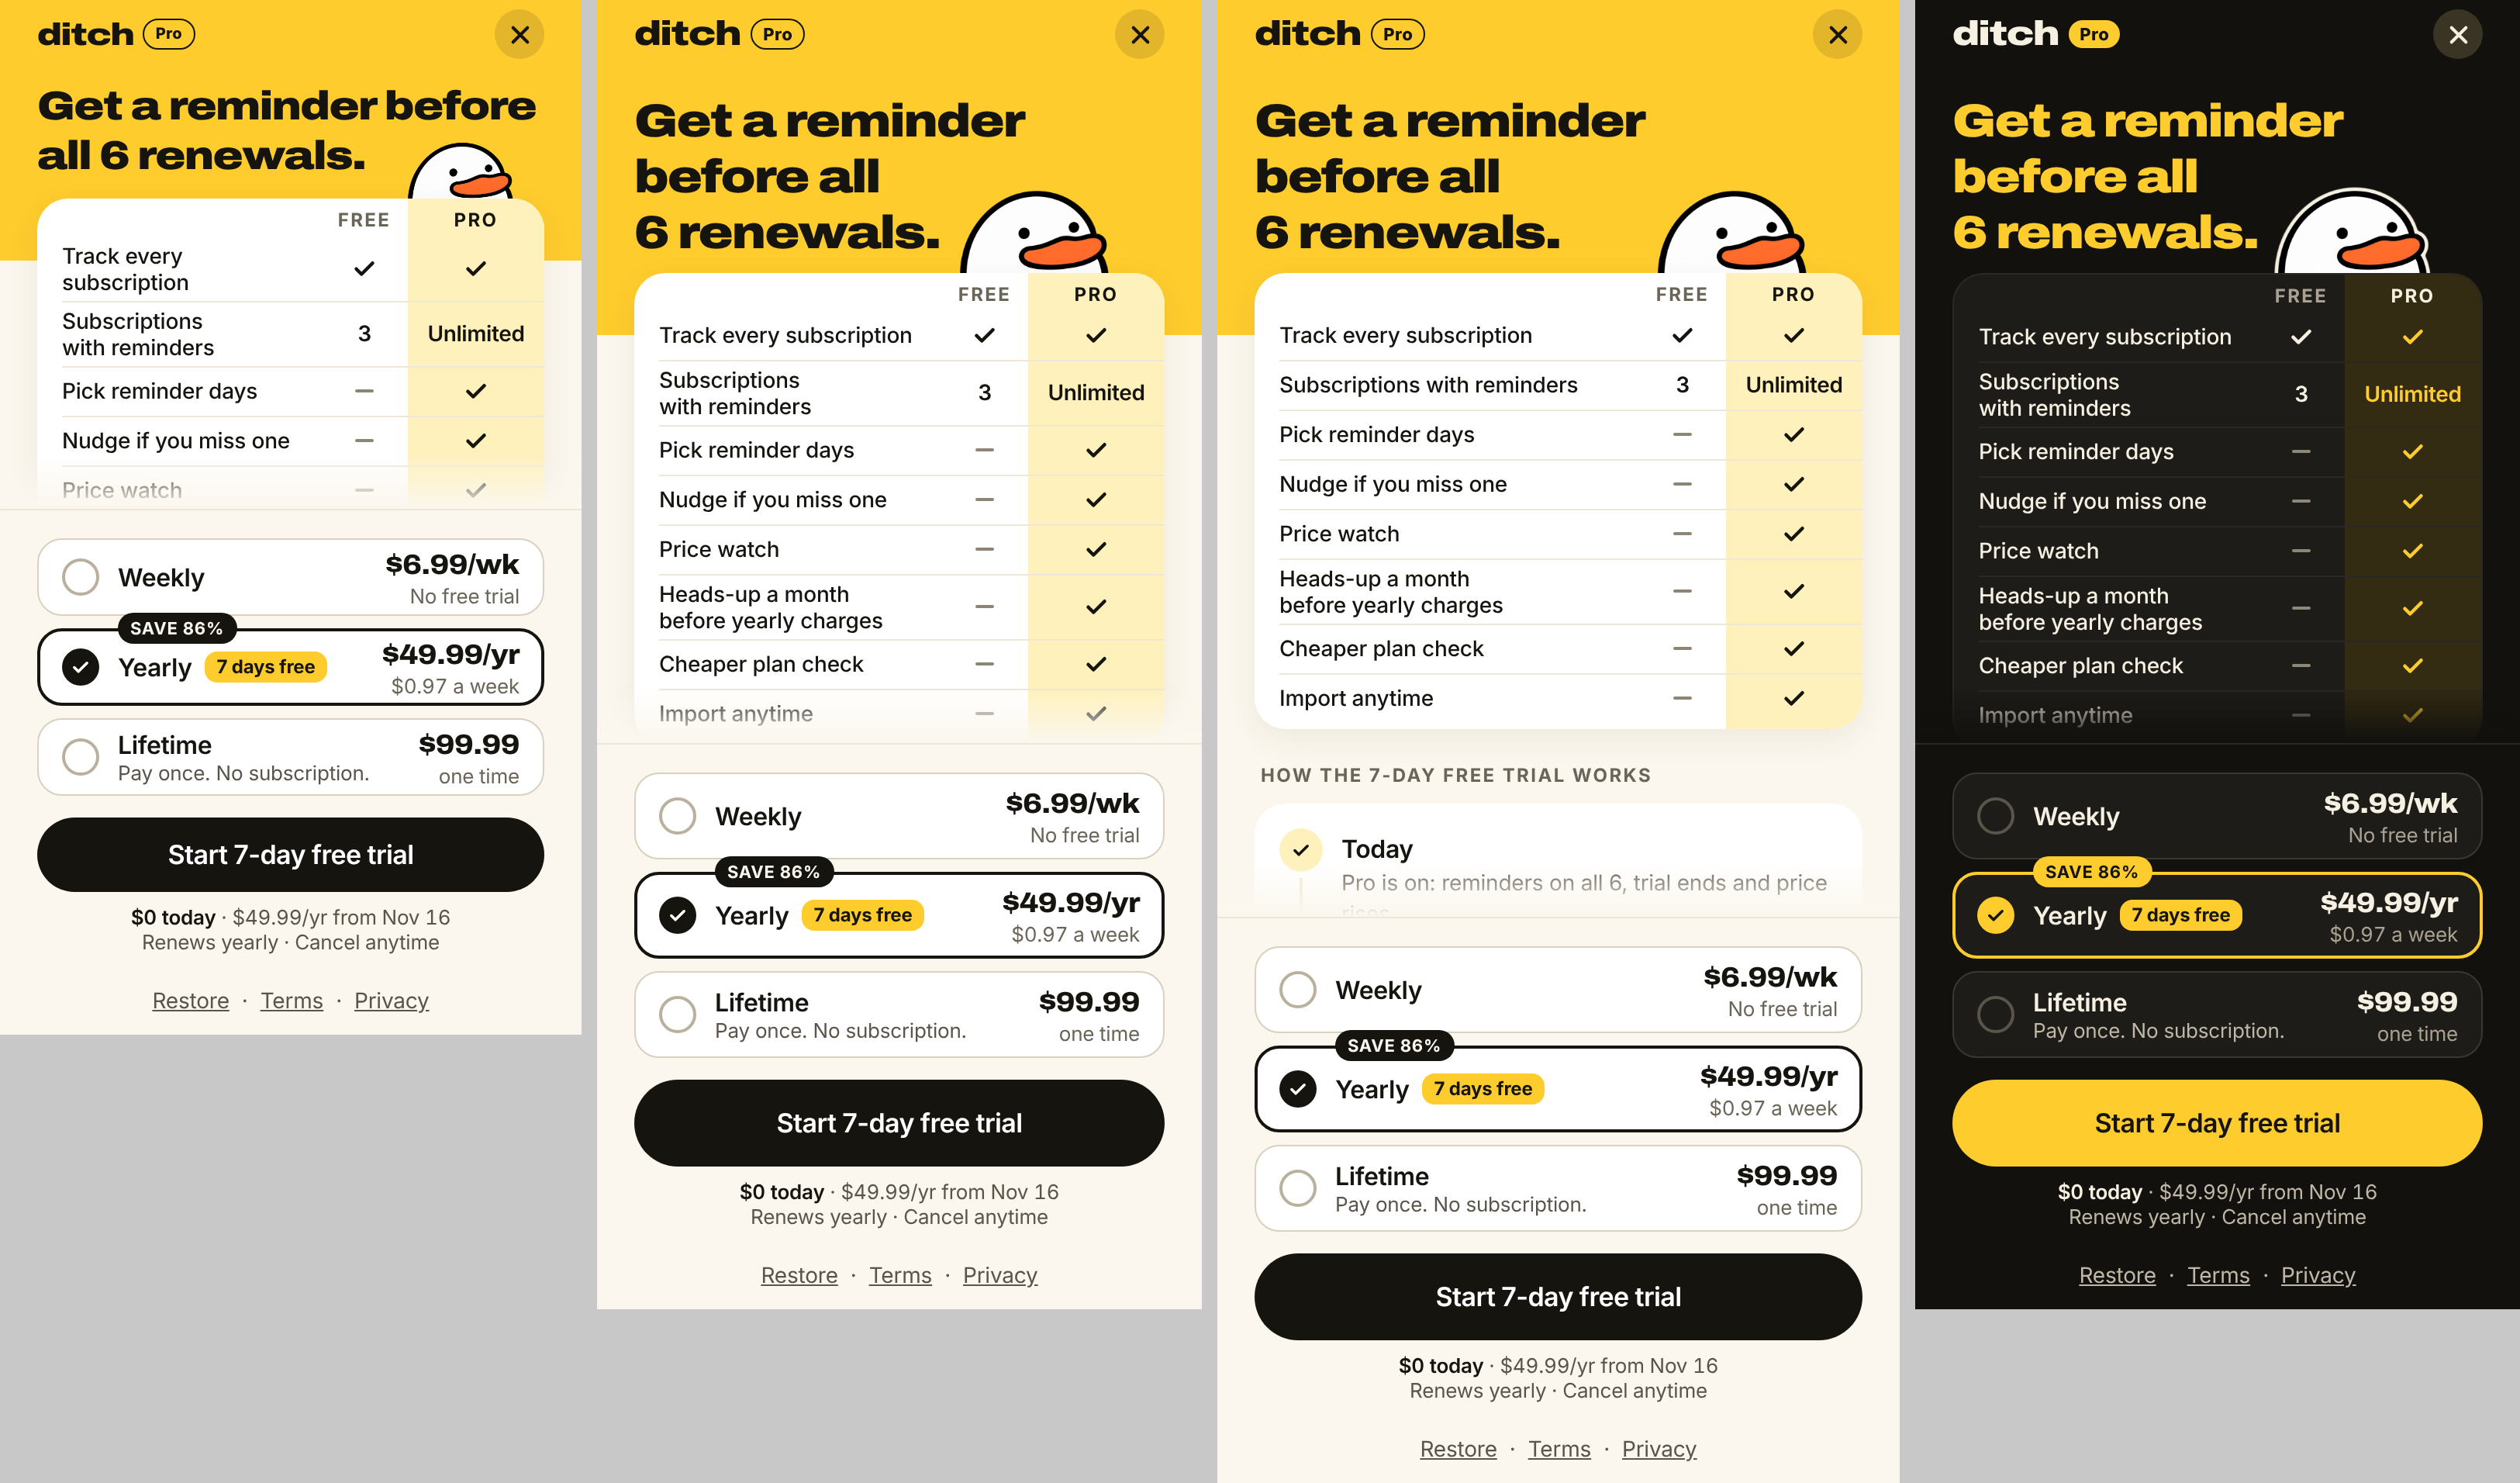 ditch Pro
Get a reminder before
all 6 renewals.
FREE PRO
Track every
subscription
Subscriptions
with reminders
3 Unlimited
Pick reminder days
Nudge if you miss one
Price watch
Weekly
$6.99/wk
No free trial
SAVE 86%
Yearly 7 days free
$49.99/yr
$0.97 a week
Lifetime
Pay once. No subscription.
$99.99
one time
Start 7-day free trial
$0 today · $49.99/yr from Nov 16
Renews yearly · Cancel anytime
Restore · Terms · Privacy
ditch Pro
Get a reminder
before all
6 renewals.
FREE PRO
Track every subscription
Subscriptions
with reminders
3 Unlimited
Pick reminder days
Nudge if you miss one
Price watch
Heads-up a month
before yearly charges
Cheaper plan check
Import anytime
Weekly
$6.99/wk
No free trial
SAVE 86%
Yearly 7 days free
$49.99/yr
$0.97 a week
Lifetime
Pay once. No subscription.
$99.99
one time
Start 7-day free trial
$0 today · $49.99/yr from Nov 16
Renews yearly · Cancel anytime
Restore · Terms · Privacy
ditch Pro
Get a reminder
before all
6 renewals.
FREE PRO
Track every subscription
Subscriptions with reminders 3 Unlimited
Pick reminder days
Nudge if you miss one
Price watch
Heads-up a month
before yearly charges
Cheaper plan check
Import anytime
HOW THE 7-DAY FREE TRIAL WORKS
Today
Pro is on: reminders on all 6, trial ends and price
rises
Weekly
$6.99/wk
No free trial
SAVE 86%
Yearly 7 days free
$49.99/yr
$0.97 a week
Lifetime
Pay once. No subscription.
$99.99
one time
Start 7-day free trial
$0 today · $49.99/yr from Nov 16
Renews yearly · Cancel anytime
Restore · Terms · Privacy
ditch Pro
Get a reminder
before all
6 renewals.
FREE PRO
Track every subscription
Subscriptions
with reminders
3 Unlimited
Pick reminder days
Nudge if you miss one
Price watch
Heads-up a month
before yearly charges
Cheaper plan check
Import anytime
Weekly
$6.99/wk
No free trial
SAVE 86%
Yearly 7 days free
$49.99/yr
$0.97 a week
Lifetime
Pay once. No subscription.
$99.99
one time
Start 7-day free trial
$0 today · $49.99/yr from Nov 16
Renews yearly · Cancel anytime
Restore · Terms · Privacy